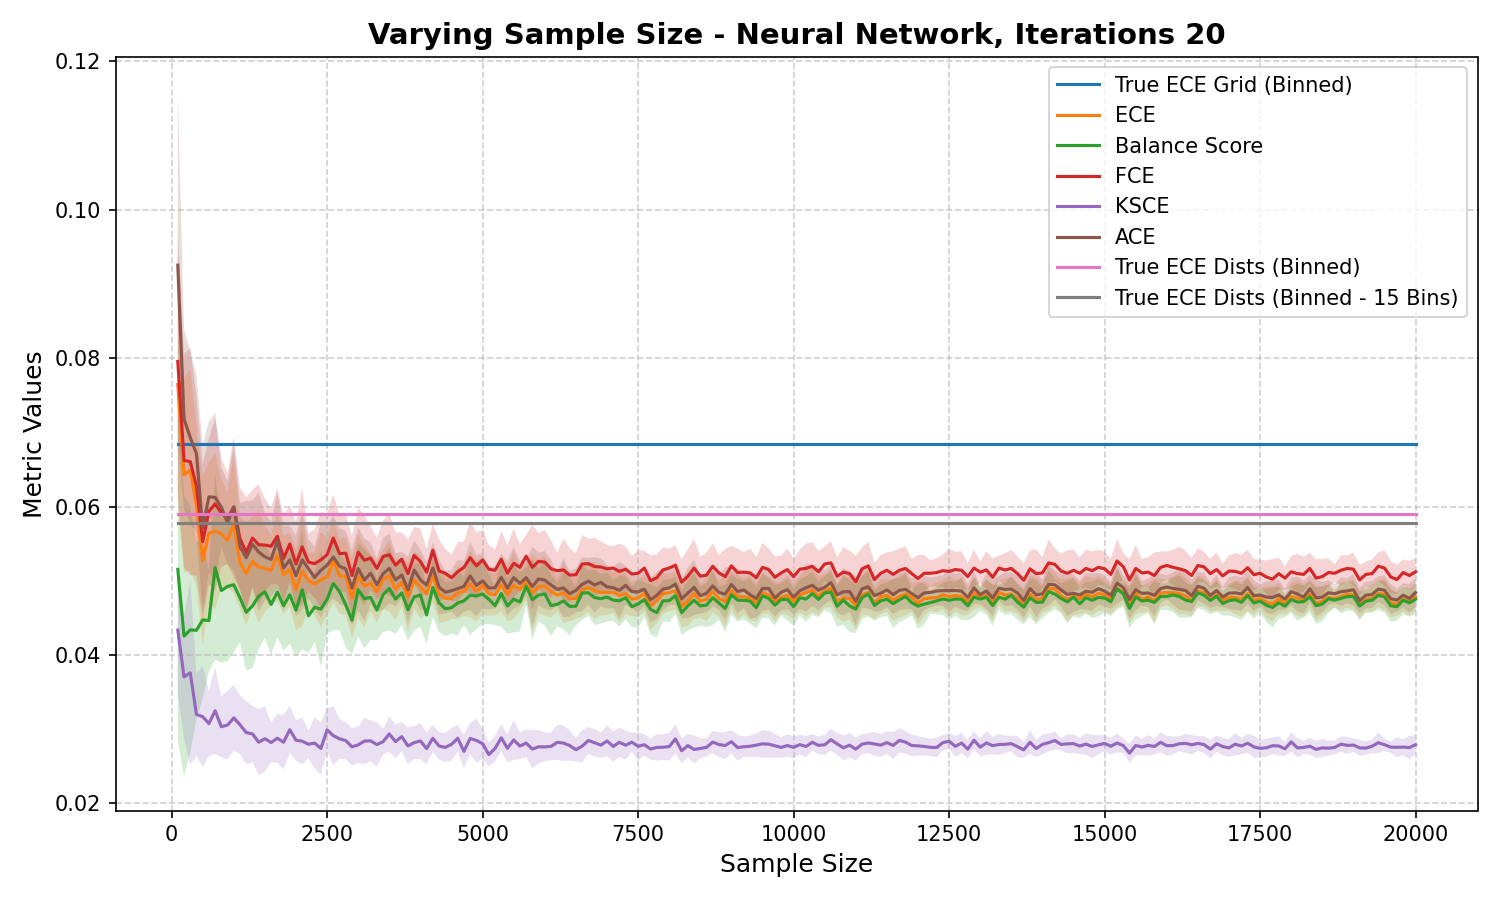 Varying Sample Size - Neural Network, Iterations 20
Metric Values
0.12
0.10
0.08
0.06
0.04
0.02
True ECE Grid (Binned)
ECE
Balance Score
FCE
KSCE
ACE
True ECE Dists (Binned)
True ECE Dists (Binned - 15 Bins)
0 2500 5000 7500 10000 12500 15000 17500 20000
Sample Size